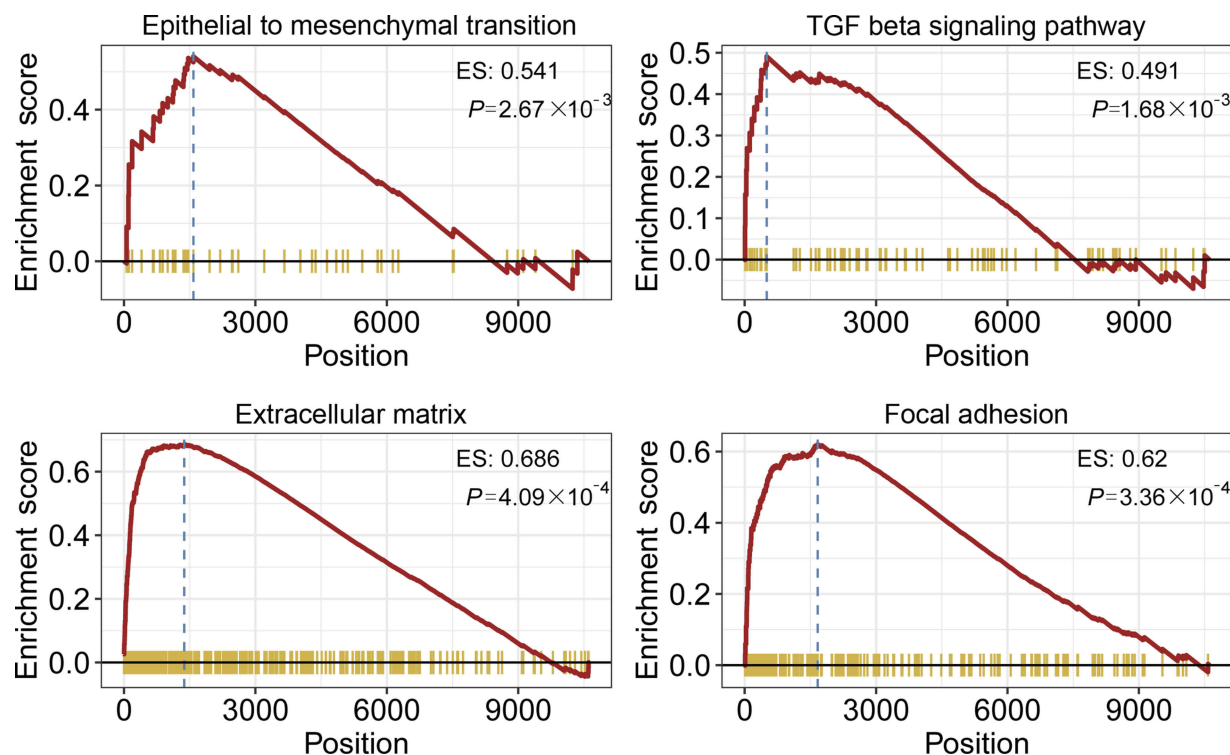 Epithelial to mesenchymal transition
Enrichment score
0.4
0.2
0.0
ES: 0.541
P=2.67×10⁻³
0 3000 6000 9000
Position
TGF beta signaling pathway
Enrichment score
0.5
0.4
0.3
0.2
0.1
0.0
ES: 0.491
P=1.68×10⁻³
0 3000 6000 9000
Position
Extracellular matrix
Enrichment score
0.6
0.4
0.2
0.0
ES: 0.686
P=4.09×10⁻⁴
0 3000 6000 9000
Position
Focal adhesion
Enrichment score
0.6
0.4
0.2
0.0
ES: 0.62
P=3.36×10⁻⁴
0 3000 6000 9000
Position